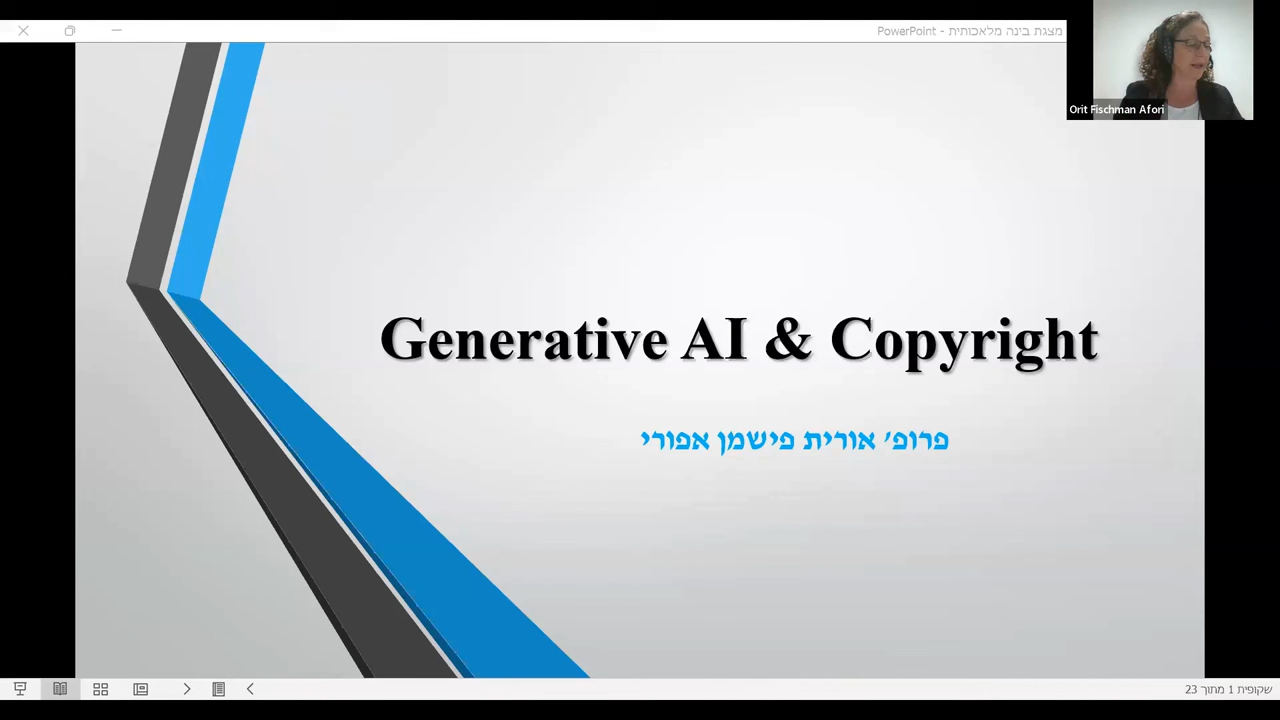 מצגת בינה מלאכותית - PowerPoint
Orit Fischman Afori
Generative AI & Copyright
פרופ' אורית פישמן אפורי
שקופית 1 מתוך 23